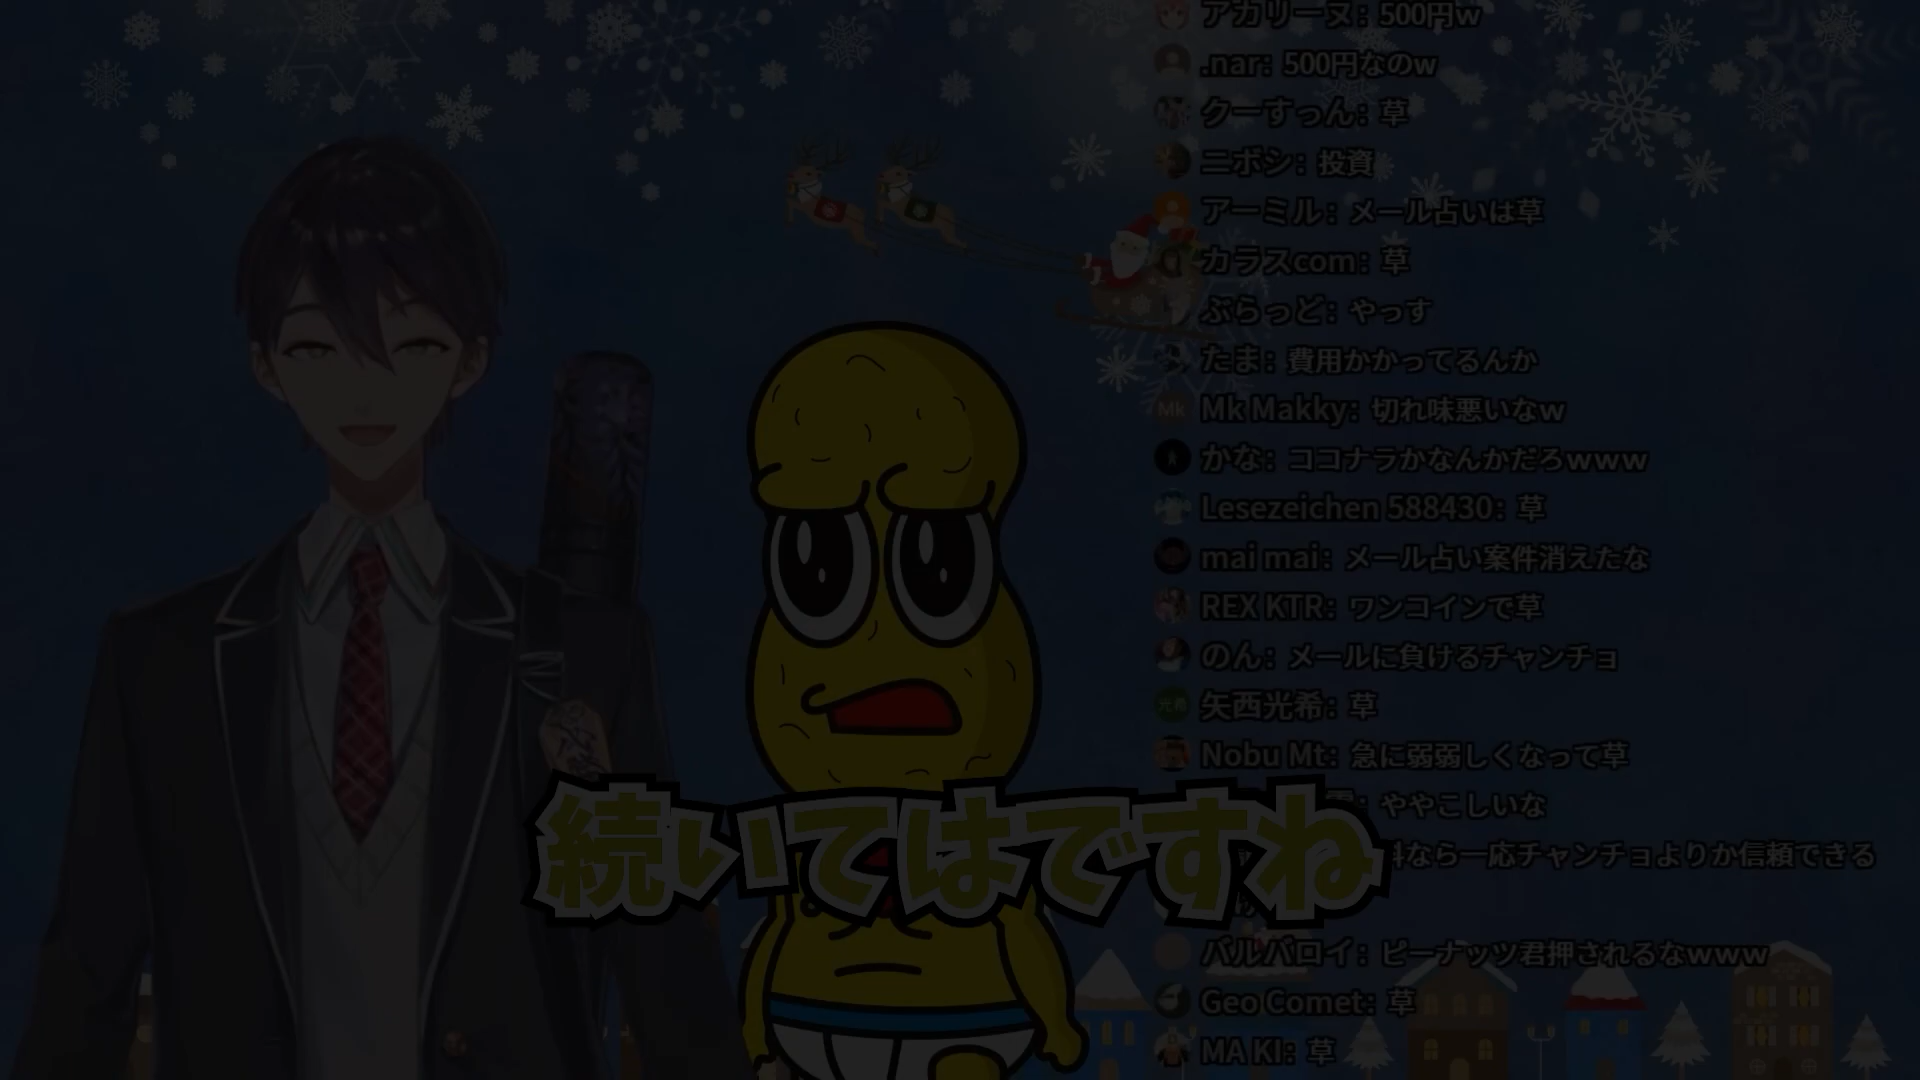 アカリーヌ: 500円w
.nar: 500円なのw
クーすっん: 草
ニボシ: 投資
アーミル: メール占いは草
カラスcom: 草
ぶらっど: やっす
たま: 費用かかってるんか
Mk Makky: 切れ味悪いなw
かな: ココナラかなんかだろwww
Lesezeichen 588430: 草
mai mai: メール占い案件消えたな
REX KTR: ワンコインで草
のん: メールに負けるチャンチョ
矢西光希: 草
Nobu Mt: 急に弱弱しくなって草
: ややこしいな
続いてはですね
なら一応チャンチョよりか信頼できる
バルバロイ: ピーナッツ君押されるなwww
Geo Comet: 草
MA KI: 草